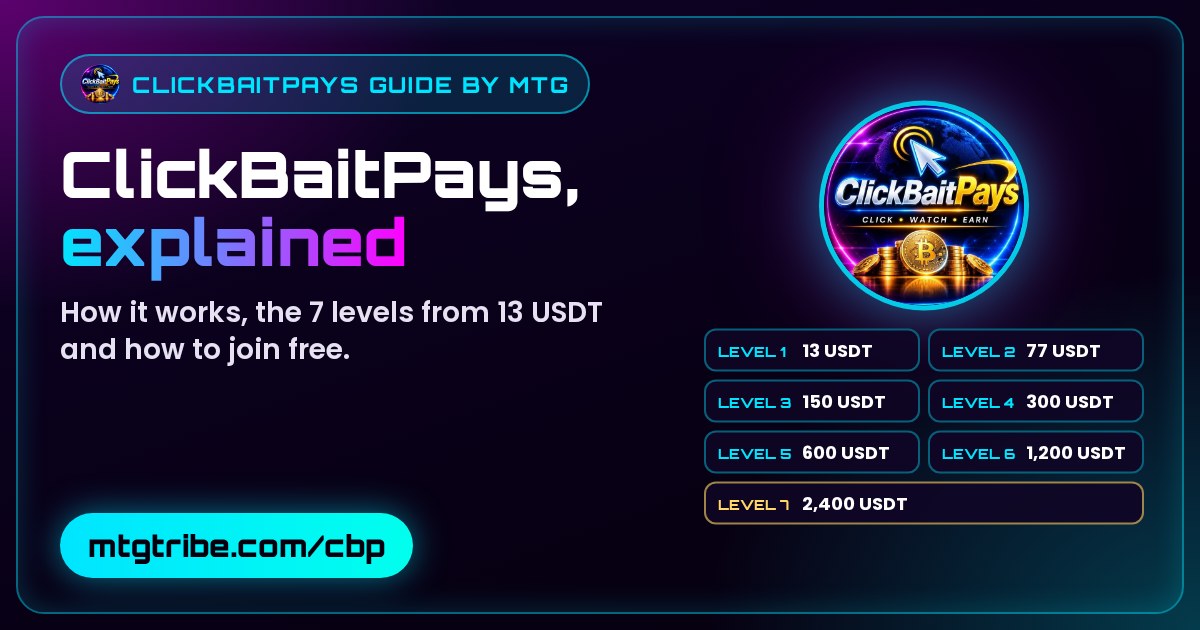 ClickBaitPays
CLICKBAITPAYS GUIDE BY MTG
ClickBaitPays,
explained
How it works, the 7 levels from 13 USDT
and how to join free.
mtgtribe.com/cbp
ClickBaitPays
CLICK • WATCH • EARN
LEVEL 1 13 USDT
LEVEL 2 77 USDT
LEVEL 3 150 USDT
LEVEL 4 300 USDT
LEVEL 5 600 USDT
LEVEL 6 1,200 USDT
LEVEL 7 2,400 USDT